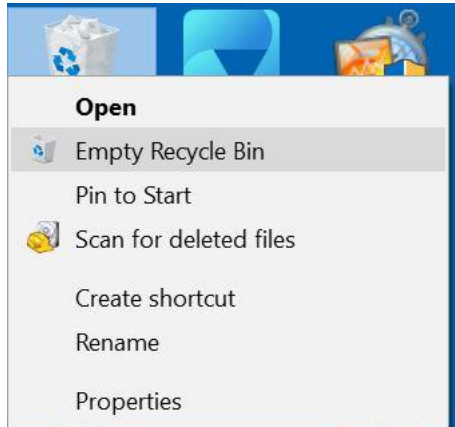 Open
Empty Recycle Bin
Pin to Start
Scan for deleted files
Create shortcut
Rename
Properties